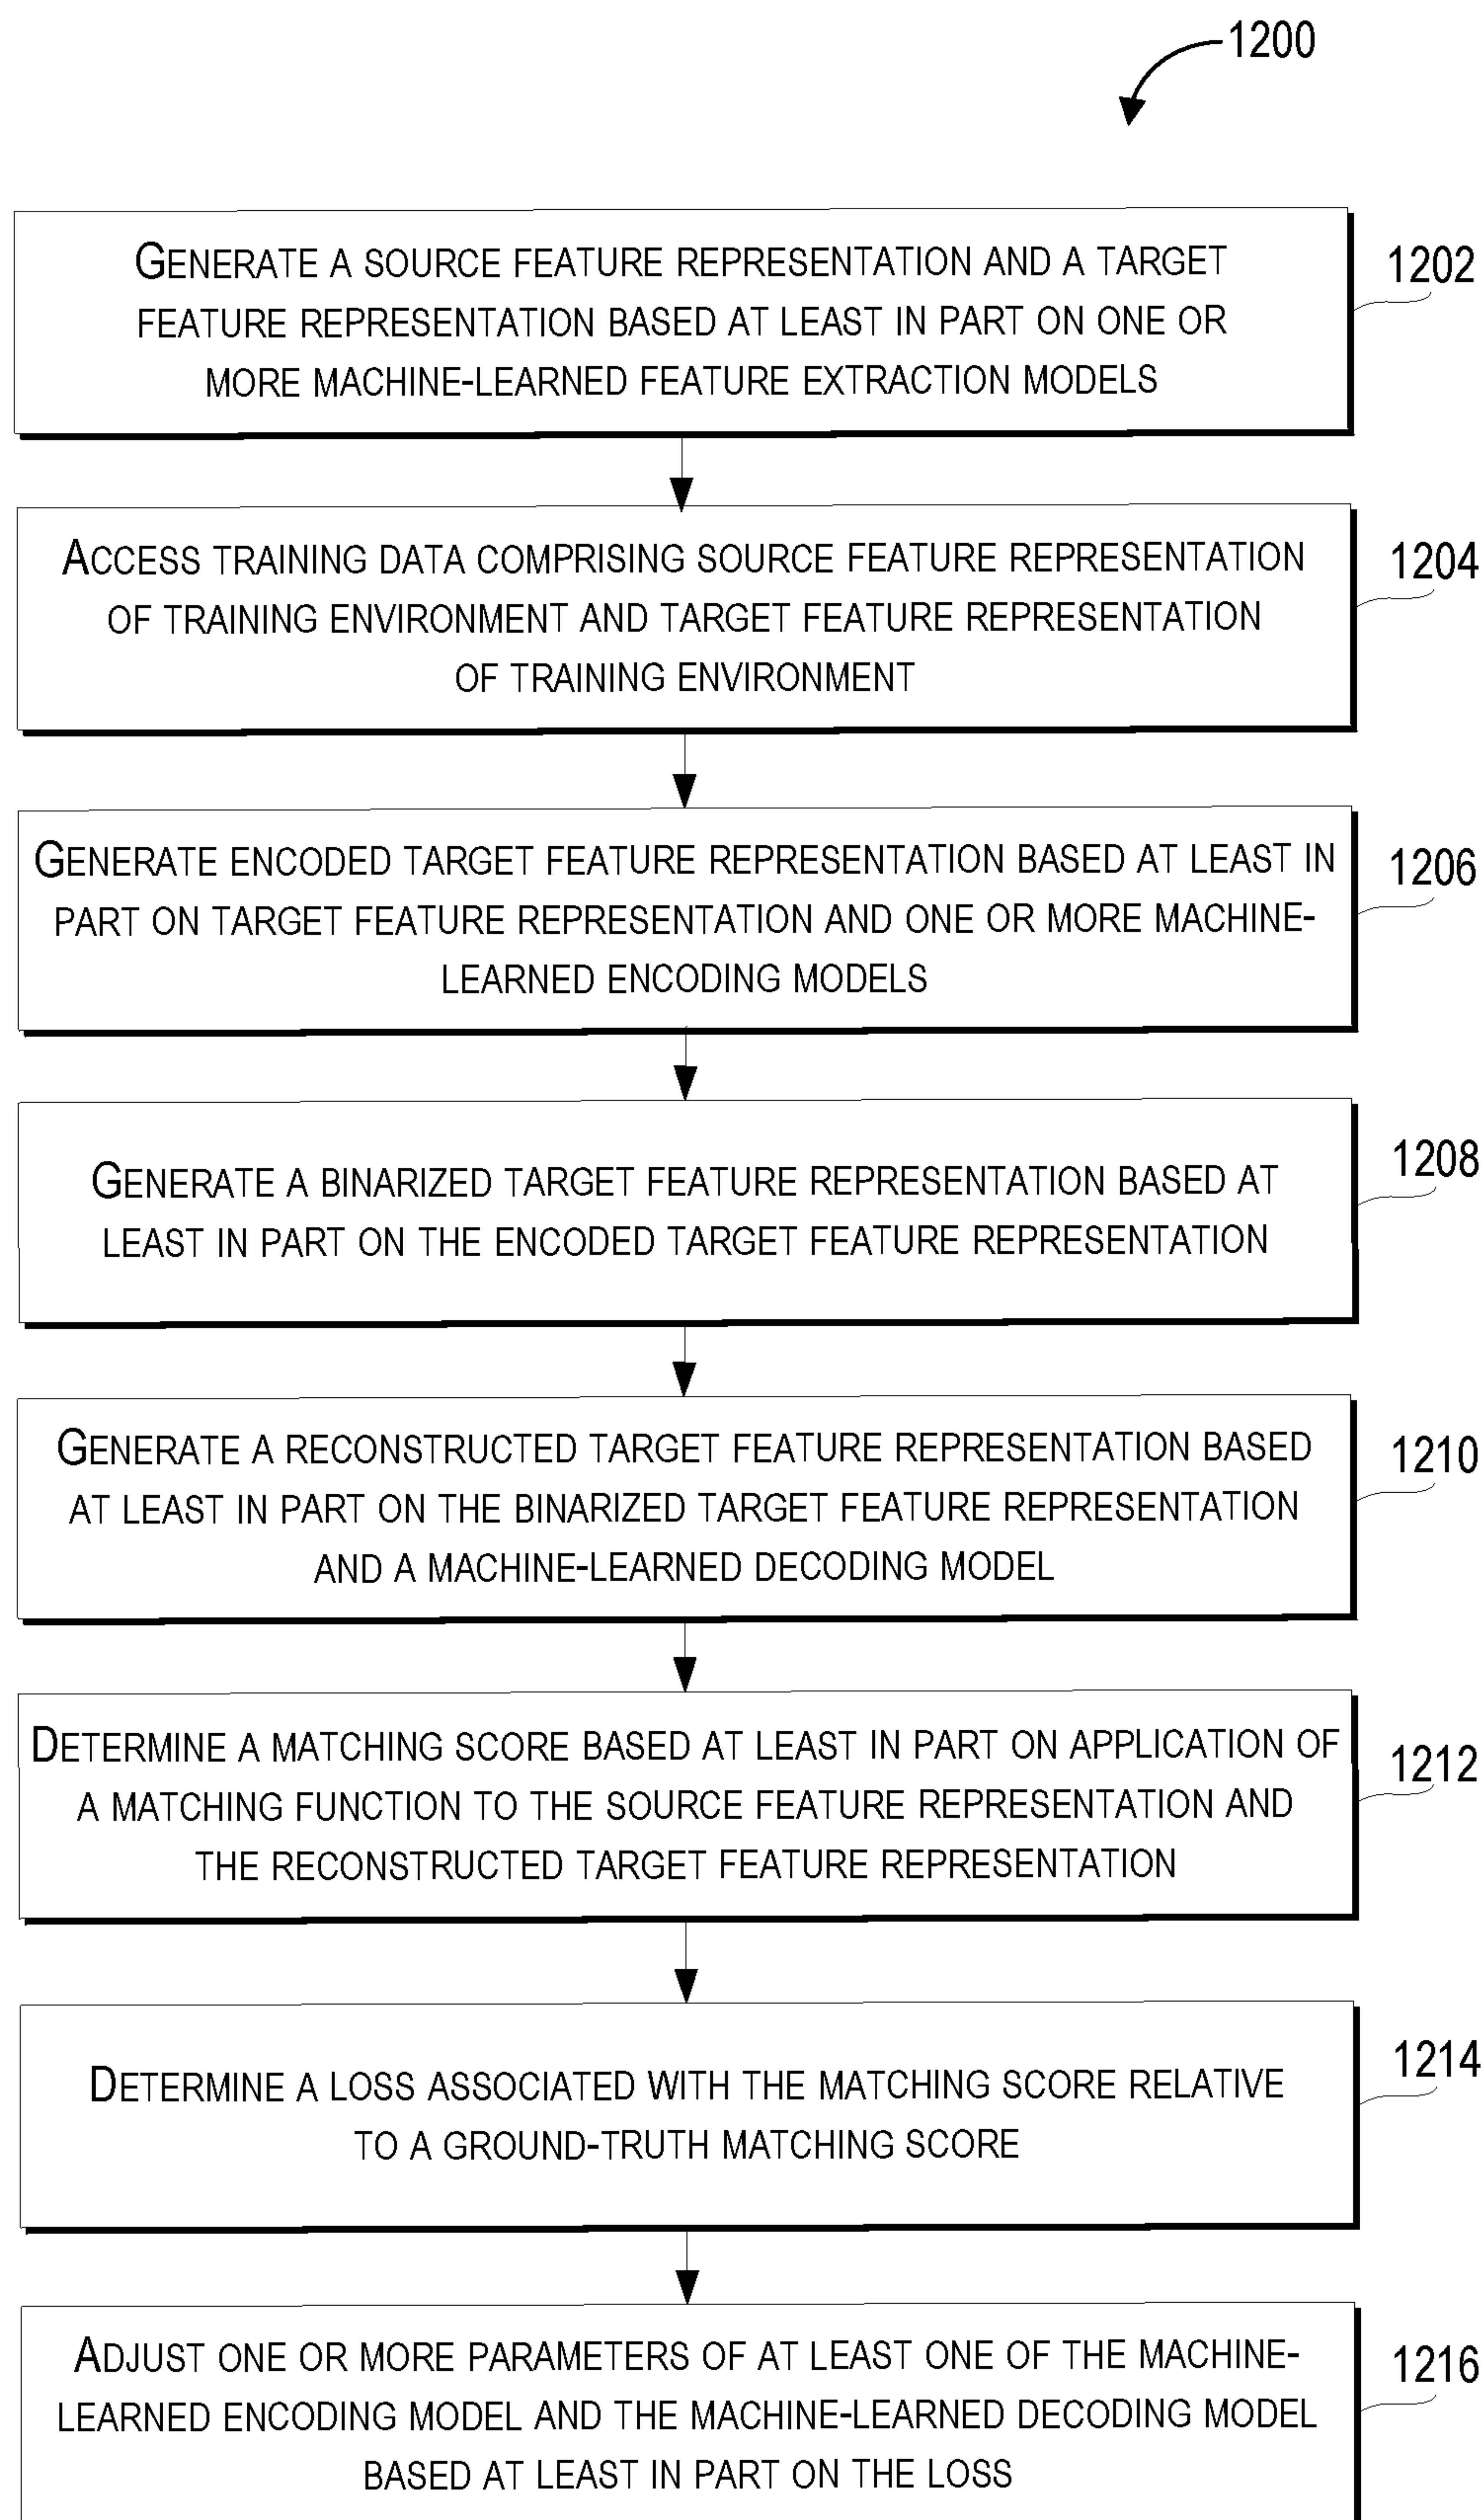 1200
GENERATE A SOURCE FEATURE REPRESENTATION AND A TARGET
FEATURE REPRESENTATION BASED AT LEAST IN PART ON ONE OR
MORE MACHINE-LEARNED FEATURE EXTRACTION MODELS
1202
ACCESS TRAINING DATA COMPRISING SOURCE FEATURE REPRESENTATION
OF TRAINING ENVIRONMENT AND TARGET FEATURE REPRESENTATION
OF TRAINING ENVIRONMENT
1204
GENERATE ENCODED TARGET FEATURE REPRESENTATION BASED AT LEAST IN
PART ON TARGET FEATURE REPRESENTATION AND ONE OR MORE MACHINE-
LEARNED ENCODING MODELS
1206
GENERATE A BINARIZED TARGET FEATURE REPRESENTATION BASED AT
LEAST IN PART ON THE ENCODED TARGET FEATURE REPRESENTATION
1208
GENERATE A RECONSTRUCTED TARGET FEATURE REPRESENTATION BASED
AT LEAST IN PART ON THE BINARIZED TARGET FEATURE REPRESENTATION
AND A MACHINE-LEARNED DECODING MODEL
1210
DETERMINE A MATCHING SCORE BASED AT LEAST IN PART ON APPLICATION OF
A MATCHING FUNCTION TO THE SOURCE FEATURE REPRESENTATION AND
THE RECONSTRUCTED TARGET FEATURE REPRESENTATION
1212
DETERMINE A LOSS ASSOCIATED WITH THE MATCHING SCORE RELATIVE
TO A GROUND-TRUTH MATCHING SCORE
1214
ADJUST ONE OR MORE PARAMETERS OF AT LEAST ONE OF THE MACHINE-
LEARNED ENCODING MODEL AND THE MACHINE-LEARNED DECODING MODEL
BASED AT LEAST IN PART ON THE LOSS
1216